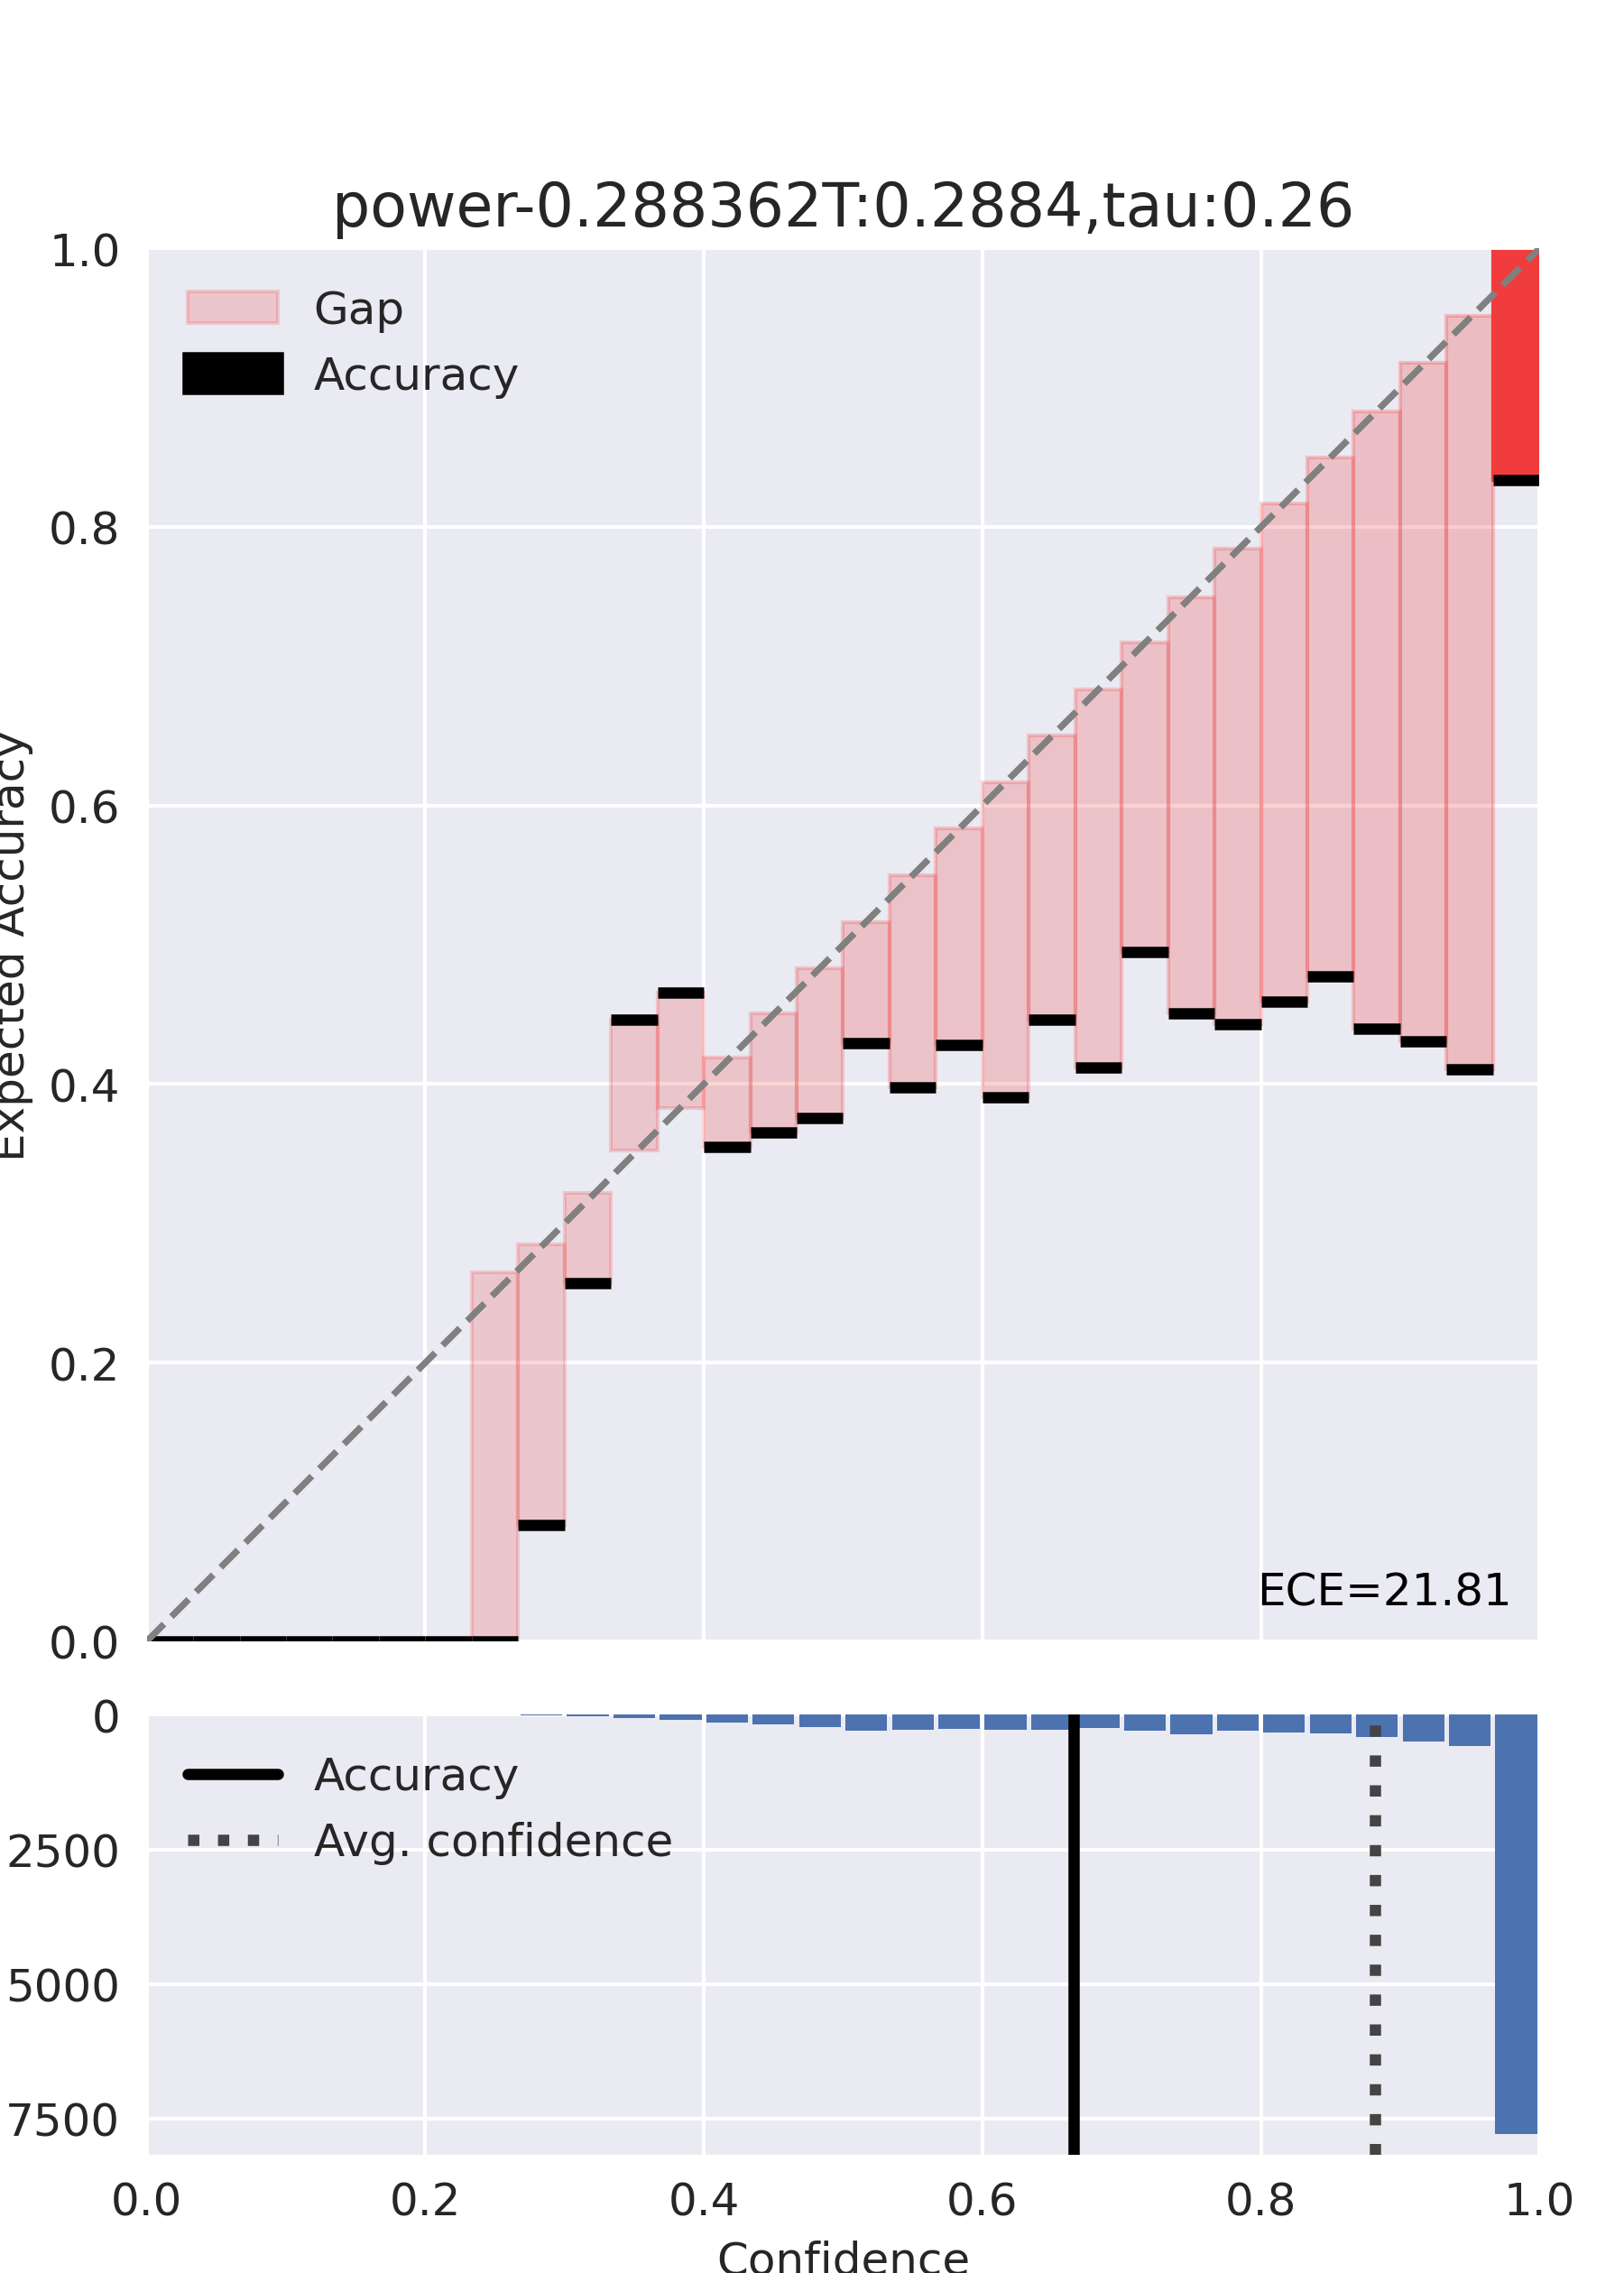 power-0.288362T:0.2884,tau:0.26
1.0
Gap
Accuracy
0.8
0.6
Expected Accuracy
0.4
0.2
ECE=21.81
0.0
0
Accuracy
Avg. confidence
2500
5000
7500
0.0 0.2 0.4 0.6 0.8 1.0
Confidence